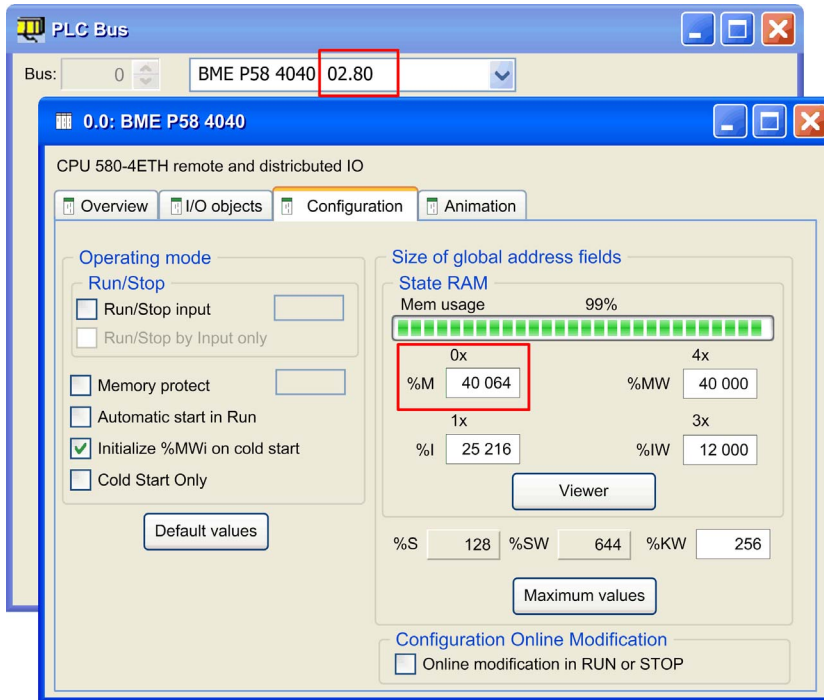 PLC Bus
Bus: 0 BME P58 4040 02.80
0.0: BME P58 4040
CPU 580-4ETH remote and districbuted IO
Overview I/O objects Configuration Animation
Operating mode
Run/Stop
Run/Stop input
Run/Stop by Input only
Memory protect
Automatic start in Run
Initialize %MWi on cold start
Cold Start Only
Default values
Size of global address fields
State RAM
Mem usage 99%
0x 4x
%M 40 064 %MW 40 000
1x 3x
%I 25 216 %IW 12 000
Viewer
%S 128 %SW 644 %KW 256
Maximum values
Configuration Online Modification
Online modification in RUN or STOP